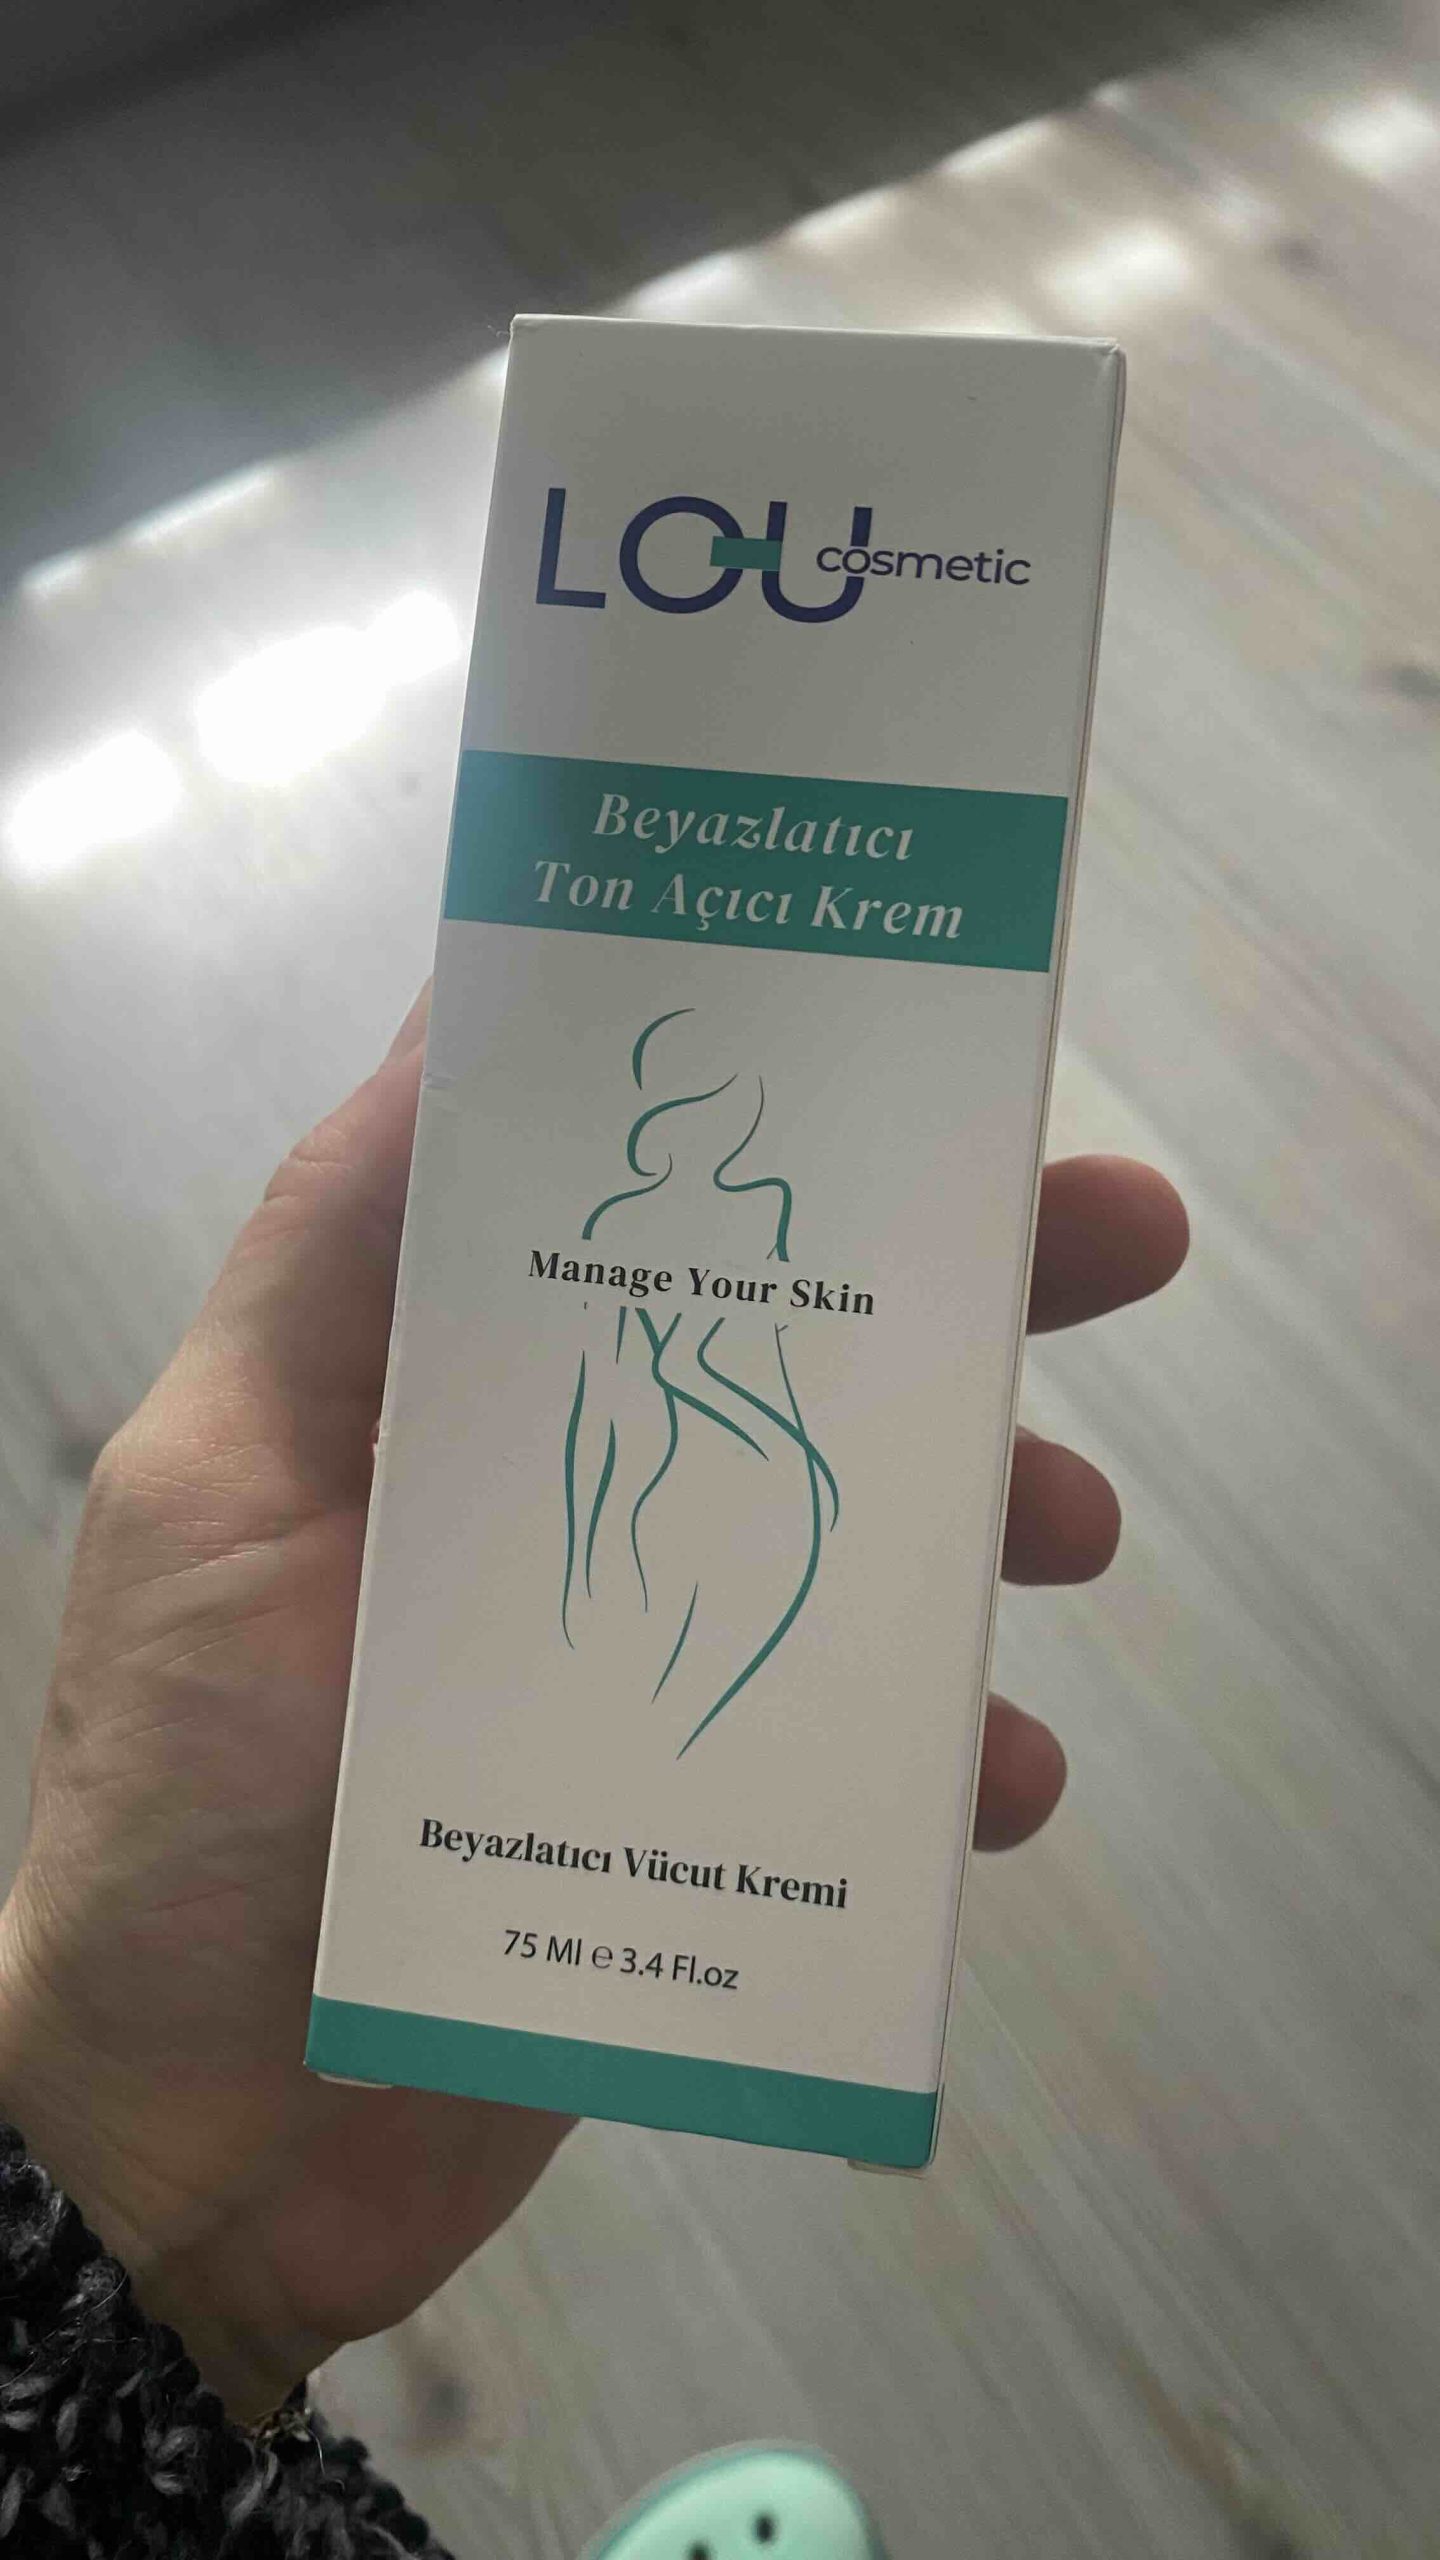 LOU cosmetic
Beyazlatıcı
Ton Açıcı Krem
Manage Your Skin
Beyazlatıcı Vücut Kremi
75 Ml ℮ 3.4 Fl.oz